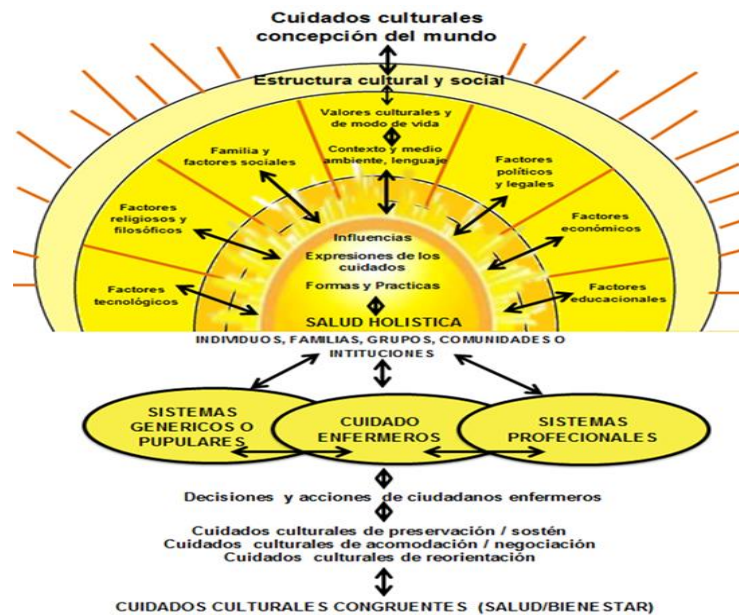 Cuidados culturales
concepción del mundo
Estructura cultural y social
Valores culturales y
de modo de vida
Familia y
factores sociales
Contexto y medio
ambiente, lenguaje
Factores
políticos
y legales
Factores
religiosos y
filosóficos
Factores
económicos
Influencias
Expresiones de los
cuidados
Formas y Practicas
Factores
tecnológicos
Factores
educacionales
SALUD HOLISTICA
INDIVIDUOS, FAMILIAS, GRUPOS, COMUNIDADES O
INTITUCIONES
SISTEMAS
GENERICOS O
PUPULARES
CUIDADO
ENFERMEROS
SISTEMAS
PROFECIONALES
Decisiones y acciones de ciudadanos enfermeros
Cuidados culturales de preservación / sostén
Cuidados culturales de acomodación / negociación
Cuidados culturales de reorientación
CUIDADOS CULTURALES CONGRUENTES (SALUD/BIENESTAR)